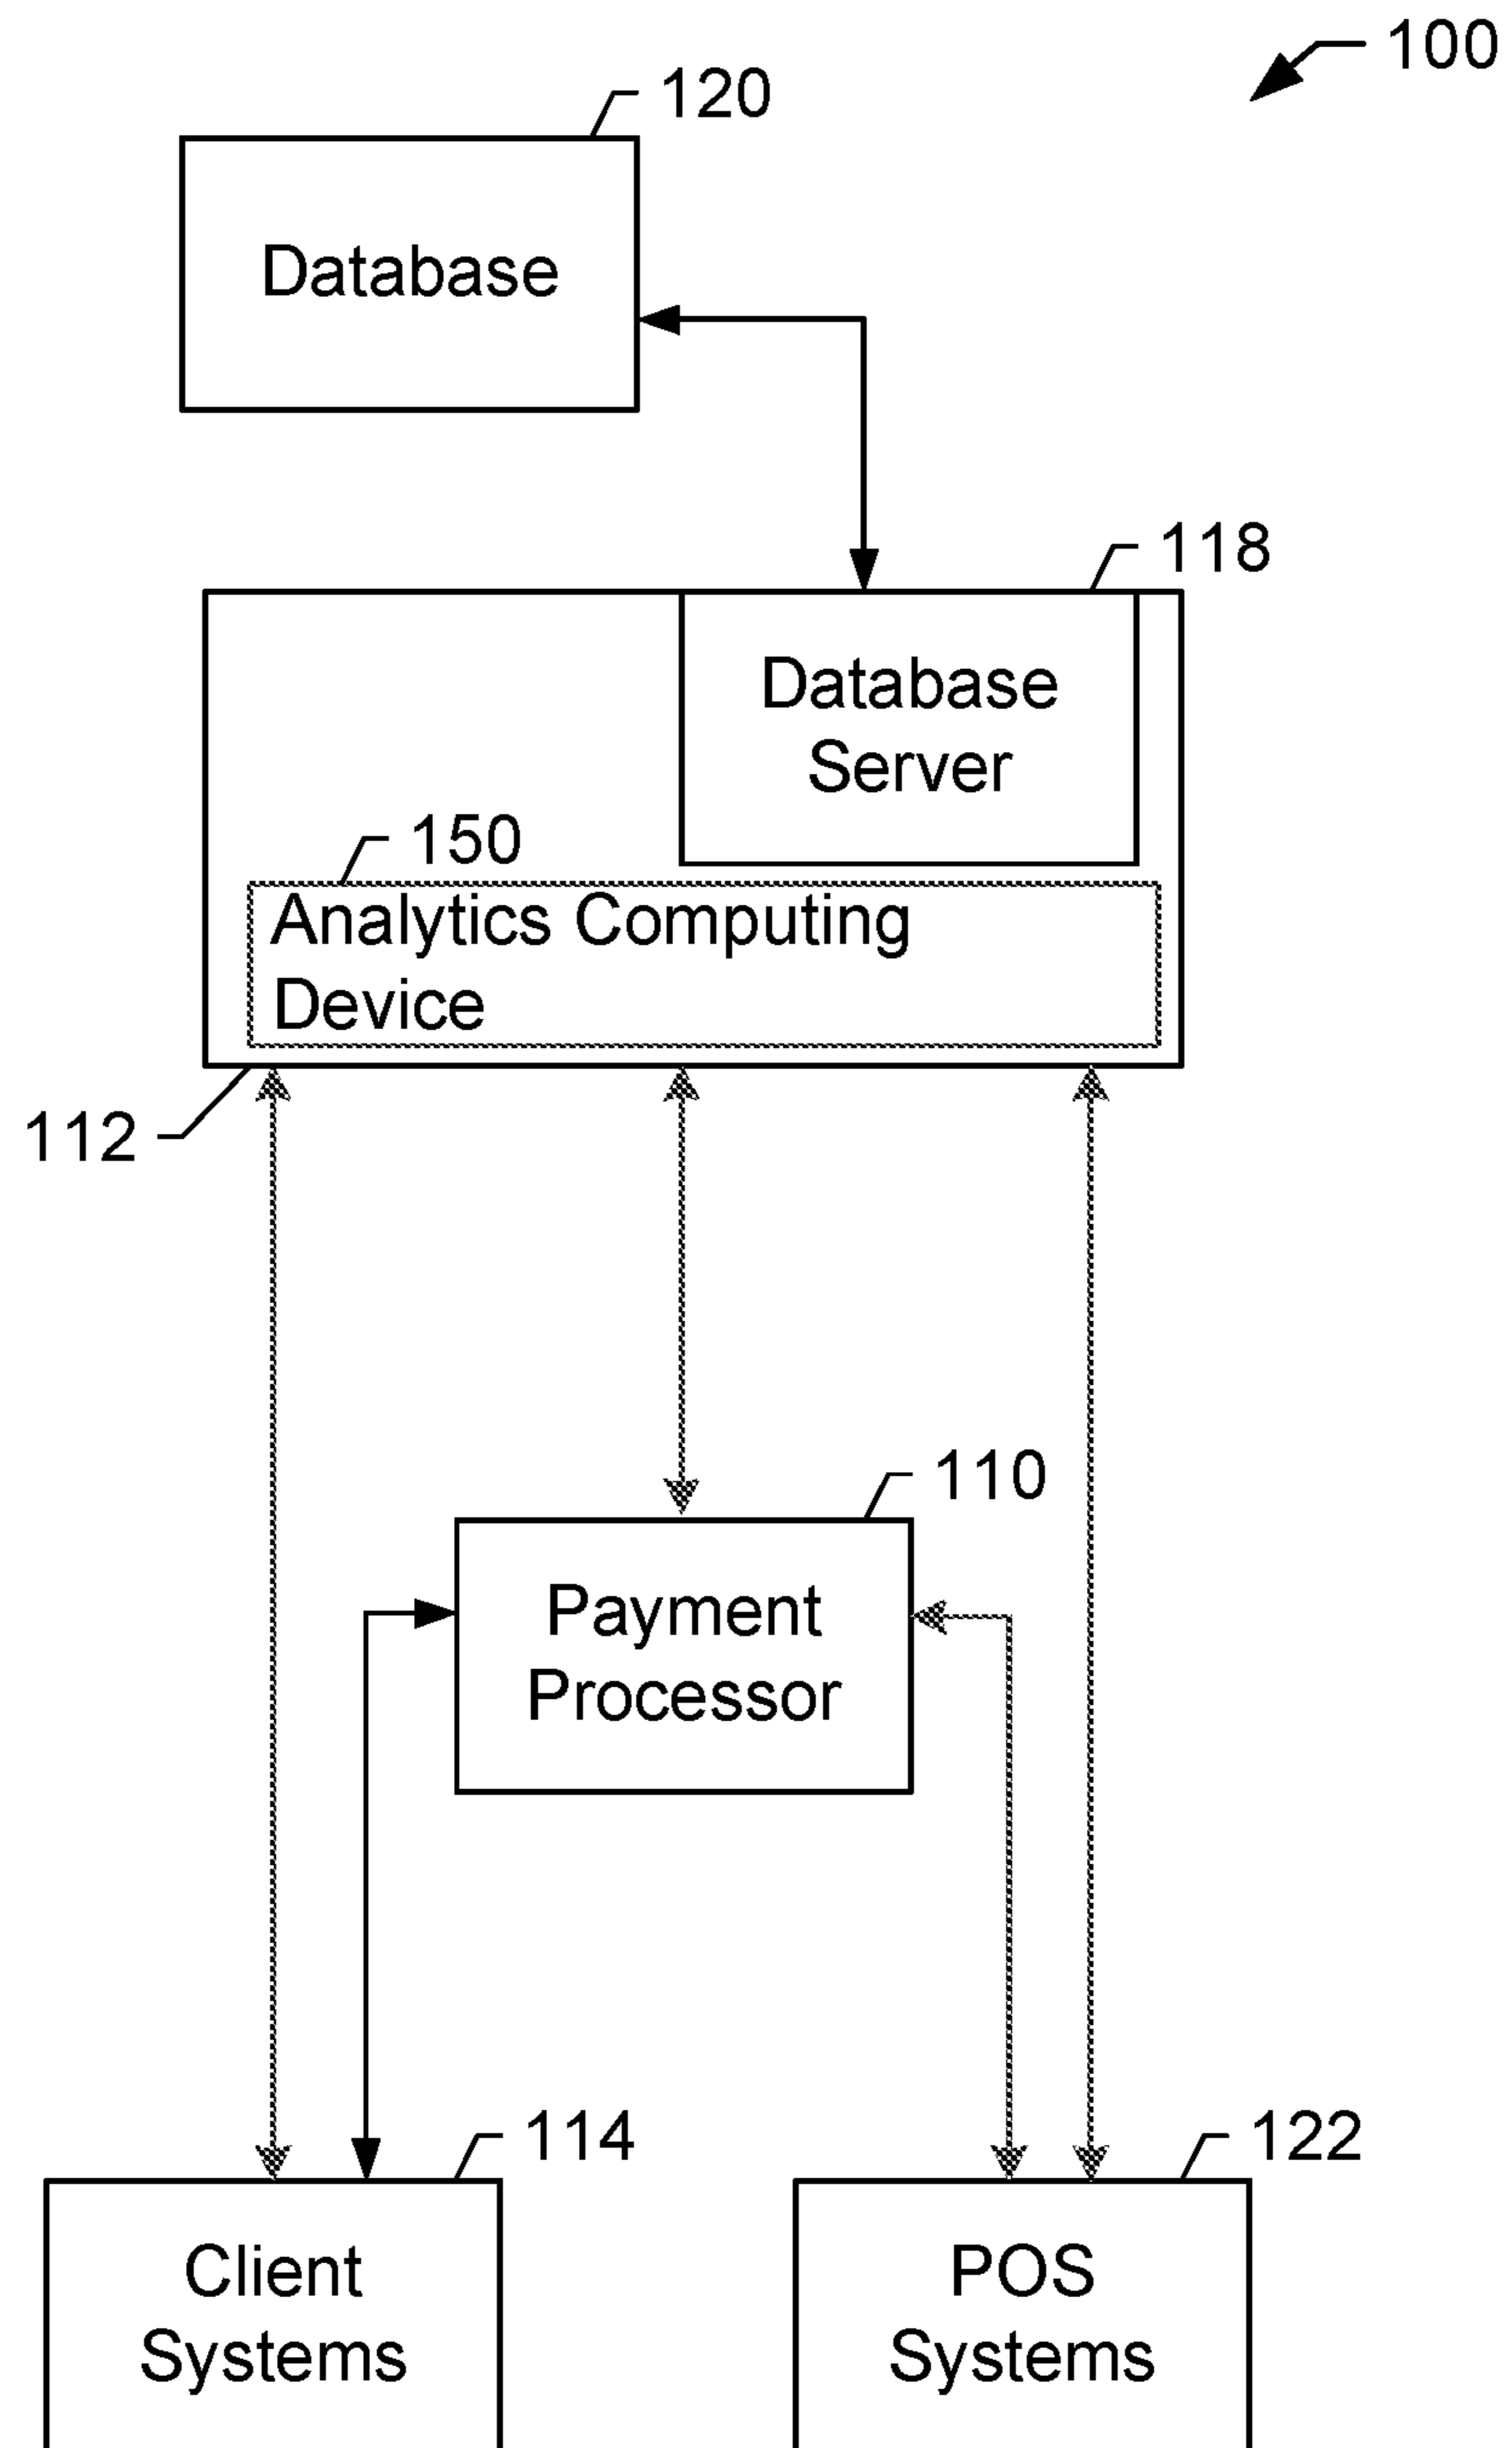 100
120
Database
118
Database
Server
150
Analytics Computing
Device
112
110
Payment
Processor
114
122
Client
Systems
POS
Systems